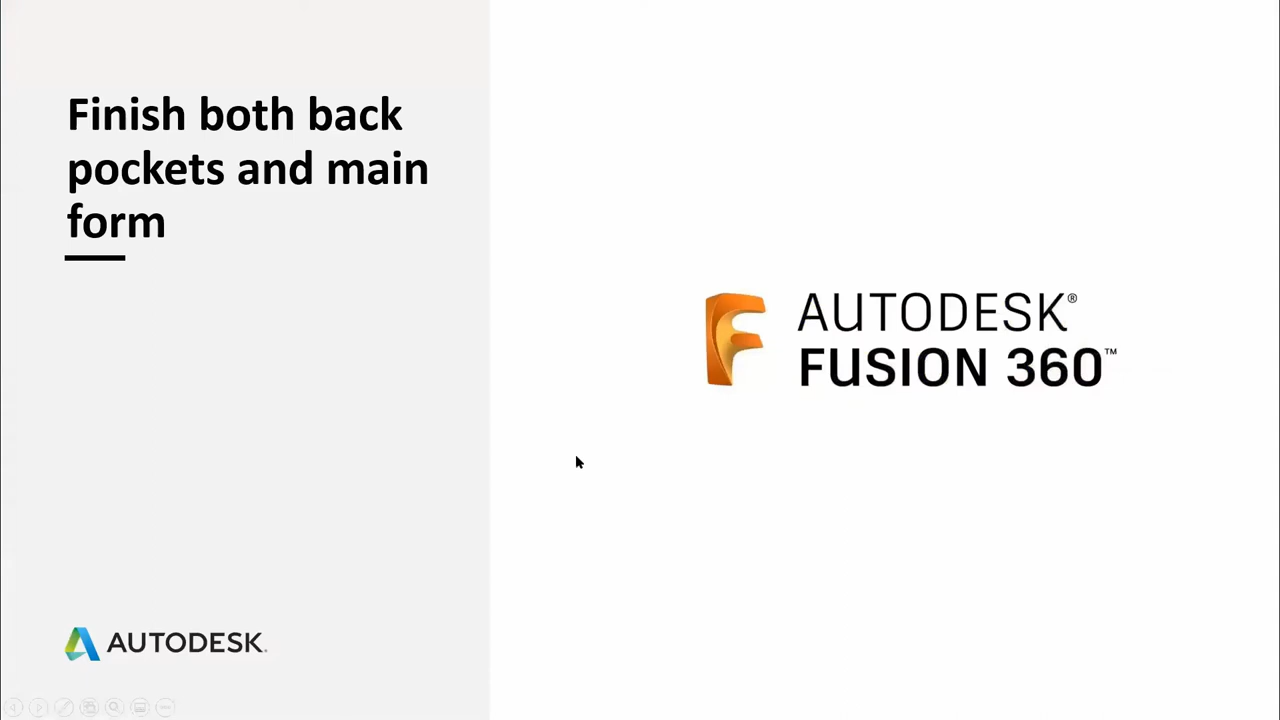 Finish both back
pockets and main
form
AUTODESK®
FUSION 360™
AUTODESK.